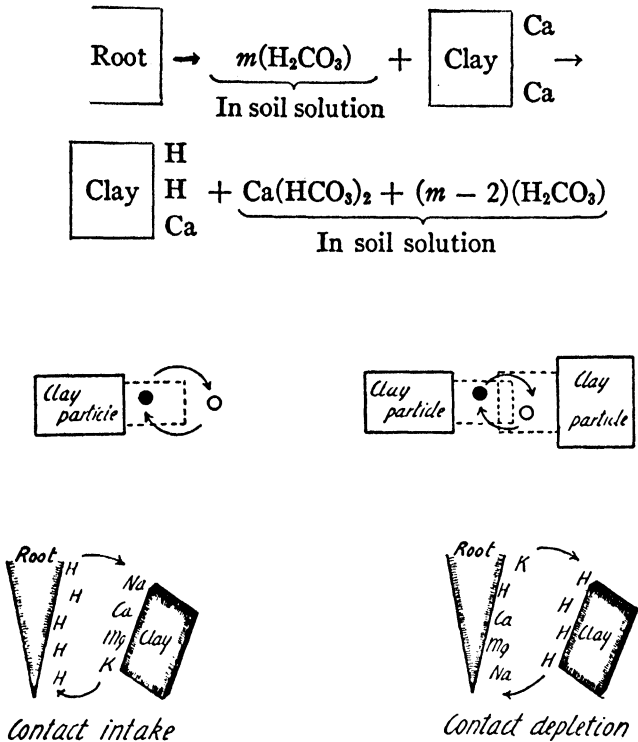 Root → m(H₂CO₃) + Clay Ca Ca →
In soil solution
Clay H H Ca + Ca(HCO₃)₂ + (m − 2)(H₂CO₃)
In soil solution
Clay
particle
Clay
particle
Clay
particle
Root
H
H
H
H
H
Na
Ca
Mg
K
Clay
Contact intake
Root
K
H
Ca
Mg
Na
H
H
H
H
Clay
Contact depletion